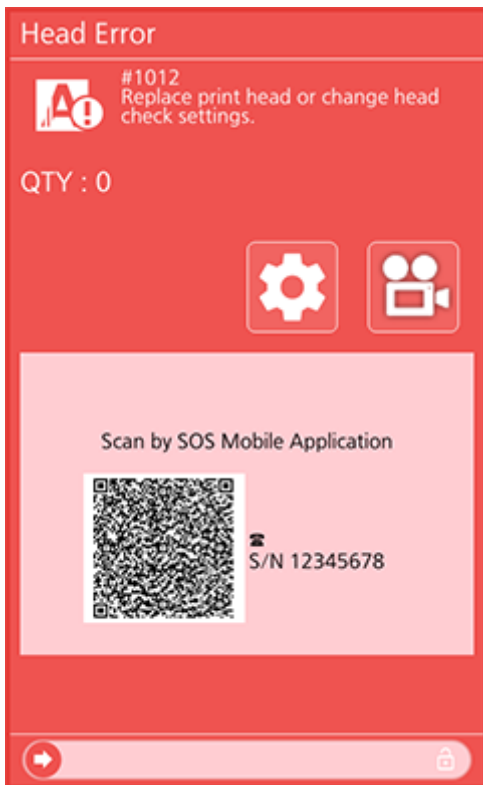 Head Error
#1012
Replace print head or change head
check settings.
QTY : 0
Scan by SOS Mobile Application
☎
S/N 12345678